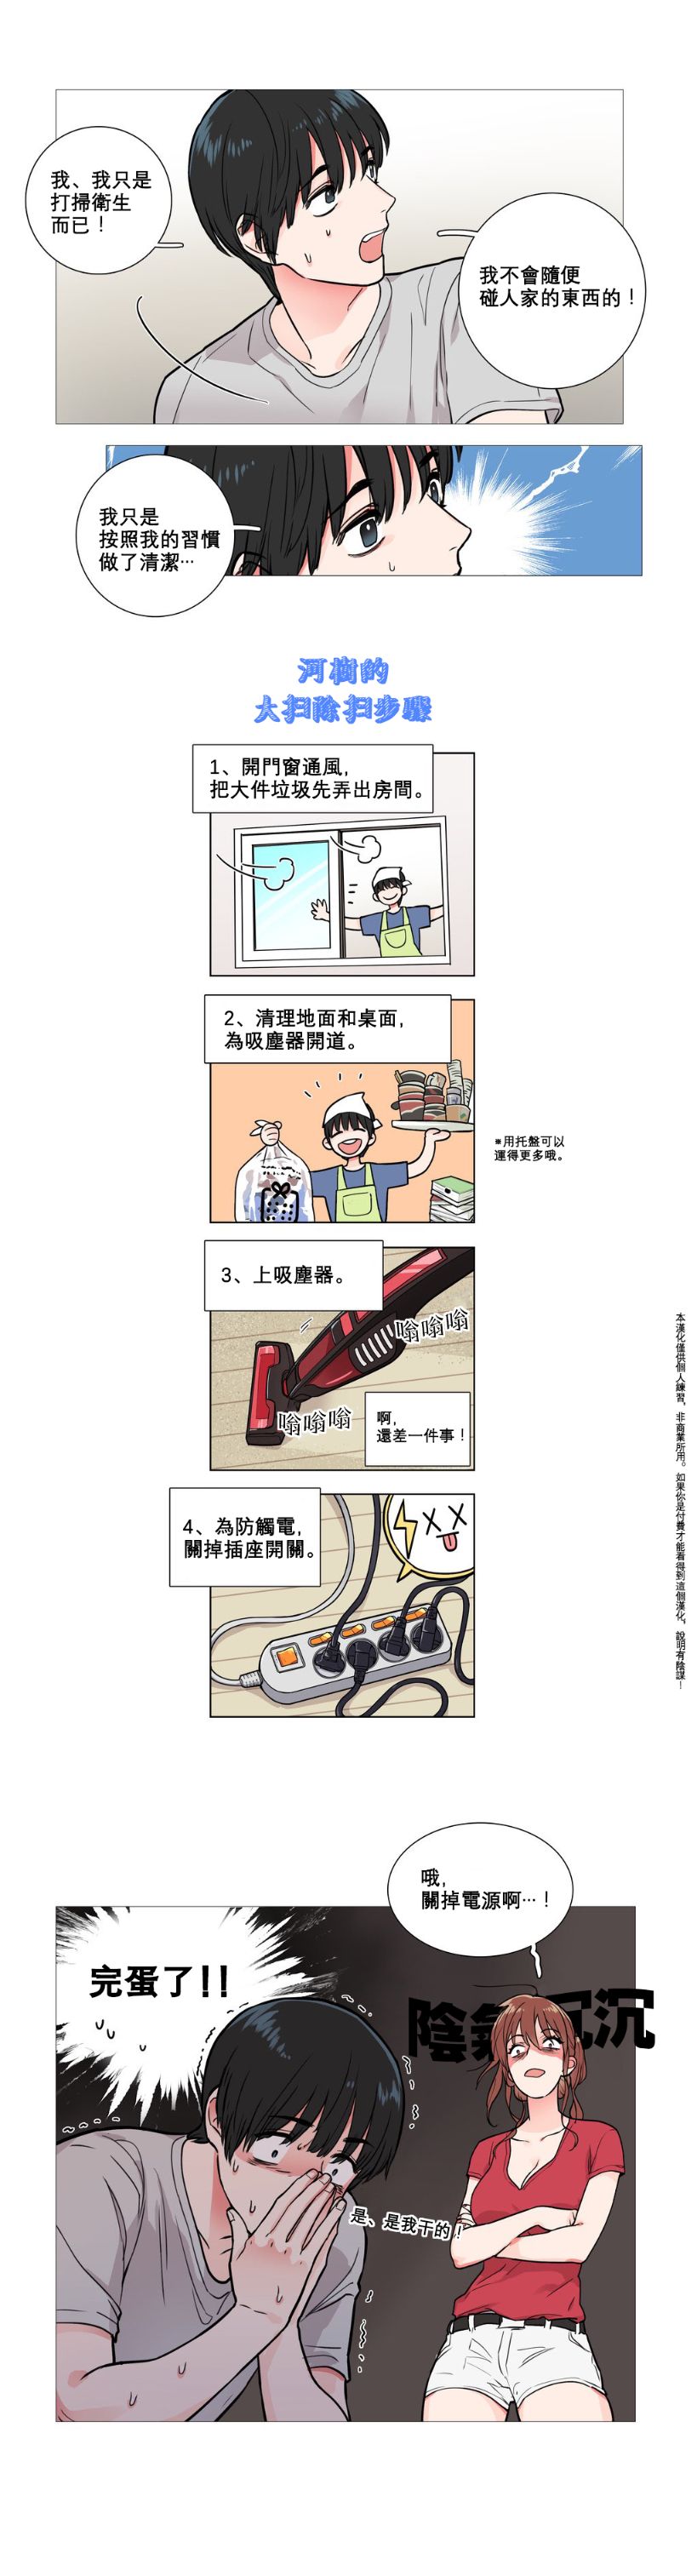 我、我只是
打掃衛生
而已！
我不會隨便
碰人家的東西的！
我只是
按照我的習慣
做了清潔…
河樹的
大扫除扫步驟
1、開門窗通風,
把大件垃圾先弄出房間。
2、清理地面和桌面,
為吸塵器開道。
*用托盤可以
運得更多哦。
3、上吸塵器。
嗡嗡嗡
嗡嗡嗡
啊,
還差一件事！
4、為防觸電,
關掉插座開關。
本漢化僅供個人練習，非商業所用。如果你是付費才能看得到這個漢化，說明有陰謀！
哦,
關掉電源啊…！
完蛋了!!
陰氣沉沉
是、是我干的！